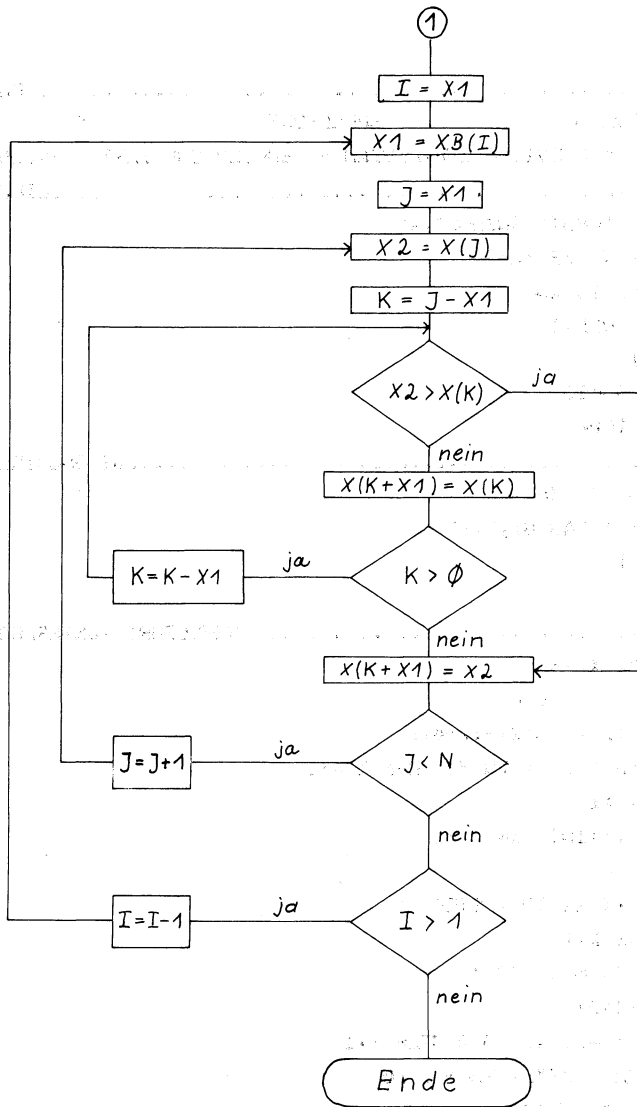 1
I = X1
X1 = XB(I)
J = X1
X2 = X(J)
K = J - X1
X2 > X(K)
ja
nein
X(K+X1) = X(K)
K = K - X1
ja
K > Ø
nein
X(K+X1) = X2
J = J+1
ja
J < N
nein
I = I-1
ja
I > 1
nein
Ende